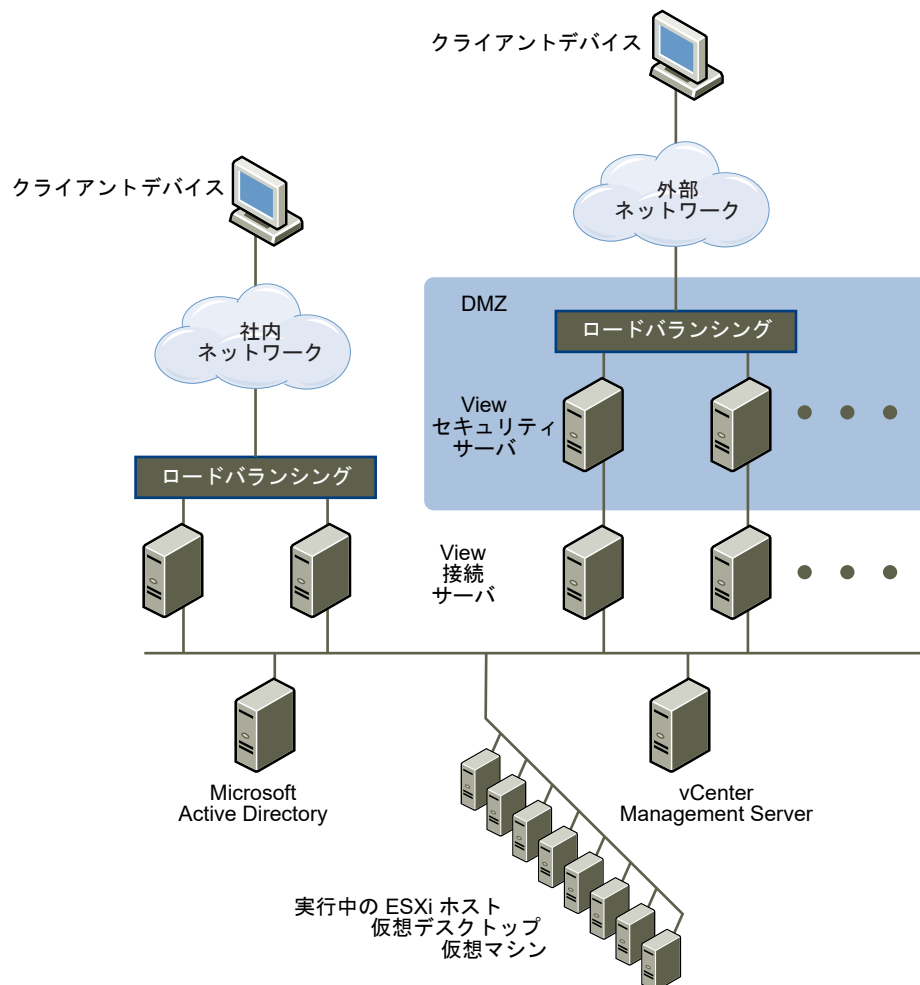 クライアントデバイス
クライアントデバイス
外部
ネットワーク
社内
ネットワーク
DMZ
ロードバランシング
View
セキュリティ
サーバ
ロードバランシング
View
接続
サーバ
Microsoft
Active Directory
vCenter
Management Server
実行中の ESXi ホスト
仮想デスクトップ
仮想マシン